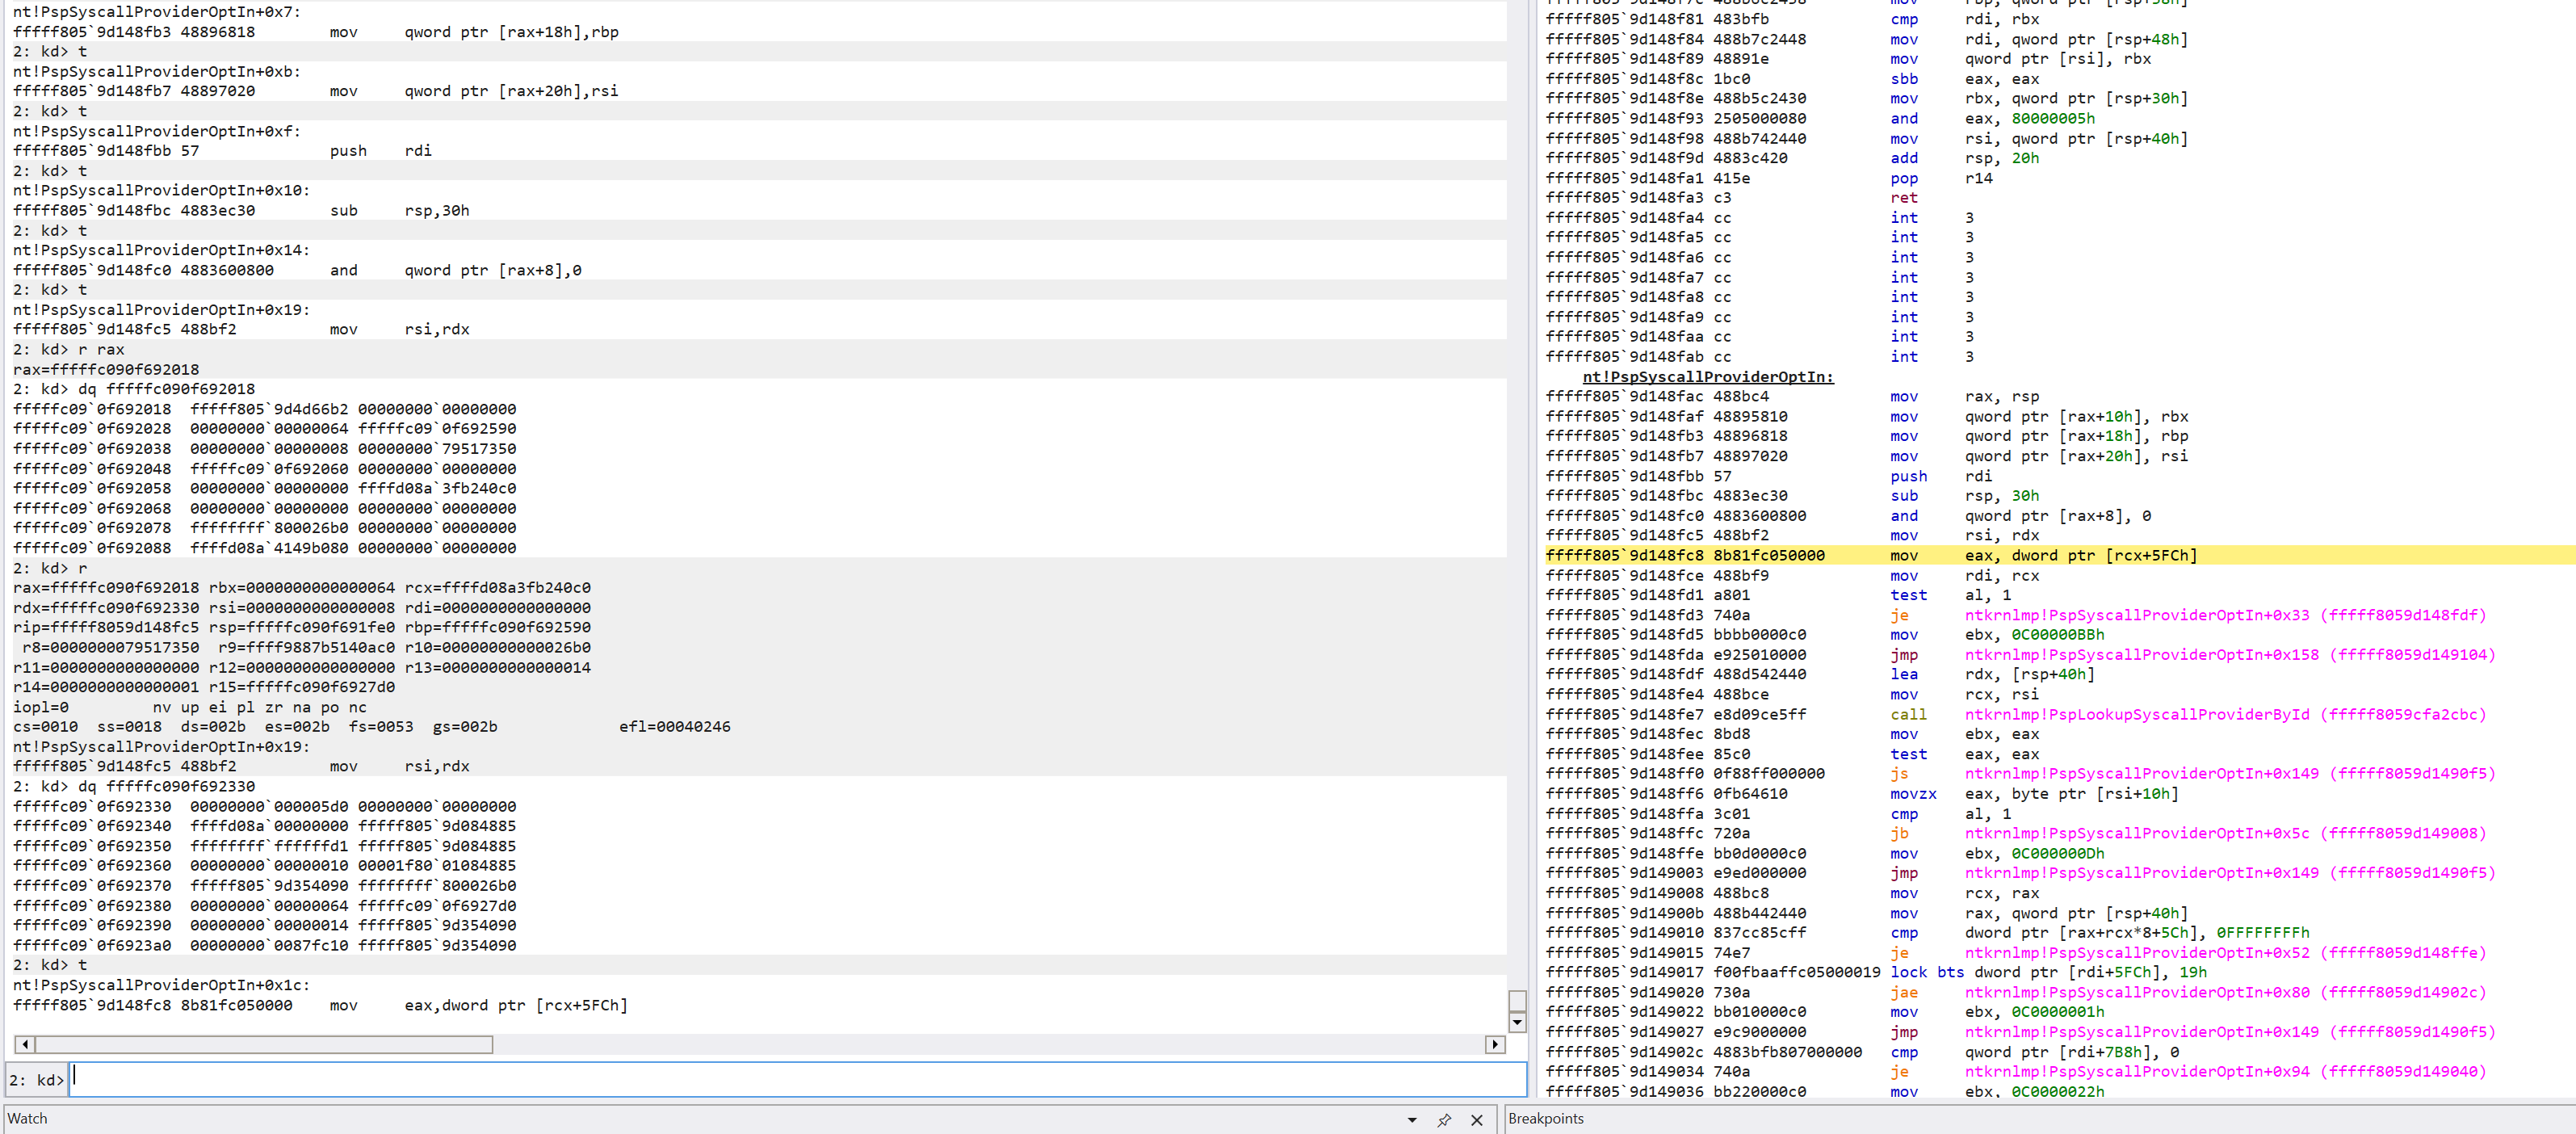 nt!PspSyscallProviderOptIn+0x7:
fffff805`9d148fb3 48896818        mov     qword ptr [rax+18h],rbp
2: kd> t
nt!PspSyscallProviderOptIn+0xb:
fffff805`9d148fb7 48897020        mov     qword ptr [rax+20h],rsi
2: kd> t
nt!PspSyscallProviderOptIn+0xf:
fffff805`9d148fbb 57              push    rdi
2: kd> t
nt!PspSyscallProviderOptIn+0x10:
fffff805`9d148fbc 4883ec30        sub     rsp,30h
2: kd> t
nt!PspSyscallProviderOptIn+0x14:
fffff805`9d148fc0 4883600800      and     qword ptr [rax+8],0
2: kd> t
nt!PspSyscallProviderOptIn+0x19:
fffff805`9d148fc5 488bf2          mov     rsi,rdx
2: kd> r rax
rax=fffffc090f692018
2: kd> dq fffffc090f692018
fffffc09`0f692018  fffff805`9d4d66b2 00000000`00000000
fffffc09`0f692028  00000000`00000064 fffffc09`0f692590
fffffc09`0f692038  00000000`00000008 00000000`79517350
fffffc09`0f692048  fffffc09`0f692060 00000000`00000000
fffffc09`0f692058  00000000`00000000 ffffd08a`3fb240c0
fffffc09`0f692068  00000000`00000000 00000000`00000000
fffffc09`0f692078  ffffffff`800026b0 00000000`00000000
fffffc09`0f692088  ffffd08a`4149b080 00000000`00000000
2: kd> r
rax=fffffc090f692018 rbx=0000000000000064 rcx=ffffd08a3fb240c0
rdx=fffffc090f692330 rsi=0000000000000008 rdi=0000000000000000
rip=fffff8059d148fc5 rsp=fffffc090f691fe0 rbp=fffffc090f692590
 r8=0000000079517350  r9=ffff9887b5140ac0 r10=00000000000026b0
r11=0000000000000000 r12=0000000000000000 r13=0000000000000014
r14=0000000000000001 r15=fffffc090f6927d0
iopl=0         nv up ei pl zr na po nc
cs=0010  ss=0018  ds=002b  es=002b  fs=0053  gs=002b             efl=00040246
nt!PspSyscallProviderOptIn+0x19:
fffff805`9d148fc5 488bf2          mov     rsi,rdx
2: kd> dq fffffc090f692330
fffffc09`0f692330  00000000`000005d0 00000000`00000000
fffffc09`0f692340  ffffd08a`00000000 fffff805`9d084885
fffffc09`0f692350  ffffffff`ffffffd1 fffff805`9d084885
fffffc09`0f692360  00000000`00000010 00001f80`01084885
fffffc09`0f692370  fffff805`9d354090 ffffffff`800026b0
fffffc09`0f692380  00000000`00000064 fffffc09`0f6927d0
fffffc09`0f692390  00000000`00000014 fffff805`9d354090
fffffc09`0f6923a0  00000000`0087fc10 fffff805`9d354090
2: kd> t
nt!PspSyscallProviderOptIn+0x1c:
fffff805`9d148fc8 8b81fc050000    mov     eax,dword ptr [rcx+5FCh]
2: kd>
Watch
fffff805`9d148f81 483bfb          cmp     rdi, rbx
fffff805`9d148f84 488b7c2448      mov     rdi, qword ptr [rsp+48h]
fffff805`9d148f89 48891e          mov     qword ptr [rsi], rbx
fffff805`9d148f8c 1bc0            sbb     eax, eax
fffff805`9d148f8e 488b5c2430      mov     rbx, qword ptr [rsp+30h]
fffff805`9d148f93 2505000080      and     eax, 80000005h
fffff805`9d148f98 488b742440      mov     rsi, qword ptr [rsp+40h]
fffff805`9d148f9d 4883c420        add     rsp, 20h
fffff805`9d148fa1 415e            pop     r14
fffff805`9d148fa3 c3              ret
fffff805`9d148fa4 cc              int     3
fffff805`9d148fa5 cc              int     3
fffff805`9d148fa6 cc              int     3
fffff805`9d148fa7 cc              int     3
fffff805`9d148fa8 cc              int     3
fffff805`9d148fa9 cc              int     3
fffff805`9d148faa cc              int     3
fffff805`9d148fab cc              int     3
nt!PspSyscallProviderOptIn:
fffff805`9d148fac 488bc4          mov     rax, rsp
fffff805`9d148faf 48895810        mov     qword ptr [rax+10h], rbx
fffff805`9d148fb3 48896818        mov     qword ptr [rax+18h], rbp
fffff805`9d148fb7 48897020        mov     qword ptr [rax+20h], rsi
fffff805`9d148fbb 57              push    rdi
fffff805`9d148fbc 4883ec30        sub     rsp, 30h
fffff805`9d148fc0 4883600800      and     qword ptr [rax+8], 0
fffff805`9d148fc5 488bf2          mov     rsi, rdx
fffff805`9d148fc8 8b81fc050000    mov     eax, dword ptr [rcx+5FCh]
fffff805`9d148fce 488bf9          mov     rdi, rcx
fffff805`9d148fd1 a801            test    al, 1
fffff805`9d148fd3 740a            je      ntkrnlmp!PspSyscallProviderOptIn+0x33 (fffff8059d148fdf)
fffff805`9d148fd5 bbbb0000c0      mov     ebx, 0C00000BBh
fffff805`9d148fda e925010000      jmp     ntkrnlmp!PspSyscallProviderOptIn+0x158 (fffff8059d149104)
fffff805`9d148fdf 488d542440      lea     rdx, [rsp+40h]
fffff805`9d148fe4 488bce          mov     rcx, rsi
fffff805`9d148fe7 e8d09ce5ff      call    ntkrnlmp!PspLookupSyscallProviderById (fffff8059cfa2cbc)
fffff805`9d148fec 8bd8            mov     ebx, eax
fffff805`9d148fee 85c0            test    eax, eax
fffff805`9d148ff0 0f88ff000000    js      ntkrnlmp!PspSyscallProviderOptIn+0x149 (fffff8059d1490f5)
fffff805`9d148ff6 0fb64610        movzx   eax, byte ptr [rsi+10h]
fffff805`9d148ffa 3c01            cmp     al, 1
fffff805`9d148ffc 720a            jb      ntkrnlmp!PspSyscallProviderOptIn+0x5c (fffff8059d149008)
fffff805`9d148ffe bb0d0000c0      mov     ebx, 0C000000Dh
fffff805`9d149003 e9ed000000      jmp     ntkrnlmp!PspSyscallProviderOptIn+0x149 (fffff8059d1490f5)
fffff805`9d149008 488bc8          mov     rcx, rax
fffff805`9d14900b 488b442440      mov     rax, qword ptr [rsp+40h]
fffff805`9d149010 837cc85cff      cmp     dword ptr [rax+rcx*8+5Ch], 0FFFFFFFFh
fffff805`9d149015 74e7            je      ntkrnlmp!PspSyscallProviderOptIn+0x52 (fffff8059d148ffe)
fffff805`9d149017 f00fbaaffc05000019 lock bts dword ptr [rdi+5FCh], 19h
fffff805`9d149020 730a            jae     ntkrnlmp!PspSyscallProviderOptIn+0x80 (fffff8059d14902c)
fffff805`9d149022 bb010000c0      mov     ebx, 0C0000001h
fffff805`9d149027 e9c9000000      jmp     ntkrnlmp!PspSyscallProviderOptIn+0x149 (fffff8059d1490f5)
fffff805`9d14902c 4883bfb807000000 cmp     qword ptr [rdi+7B8h], 0
fffff805`9d149034 740a            je      ntkrnlmp!PspSyscallProviderOptIn+0x94 (fffff8059d149040)
fffff805`9d149036 bb220000c0      mov     ebx, 0C0000022h
Breakpoints